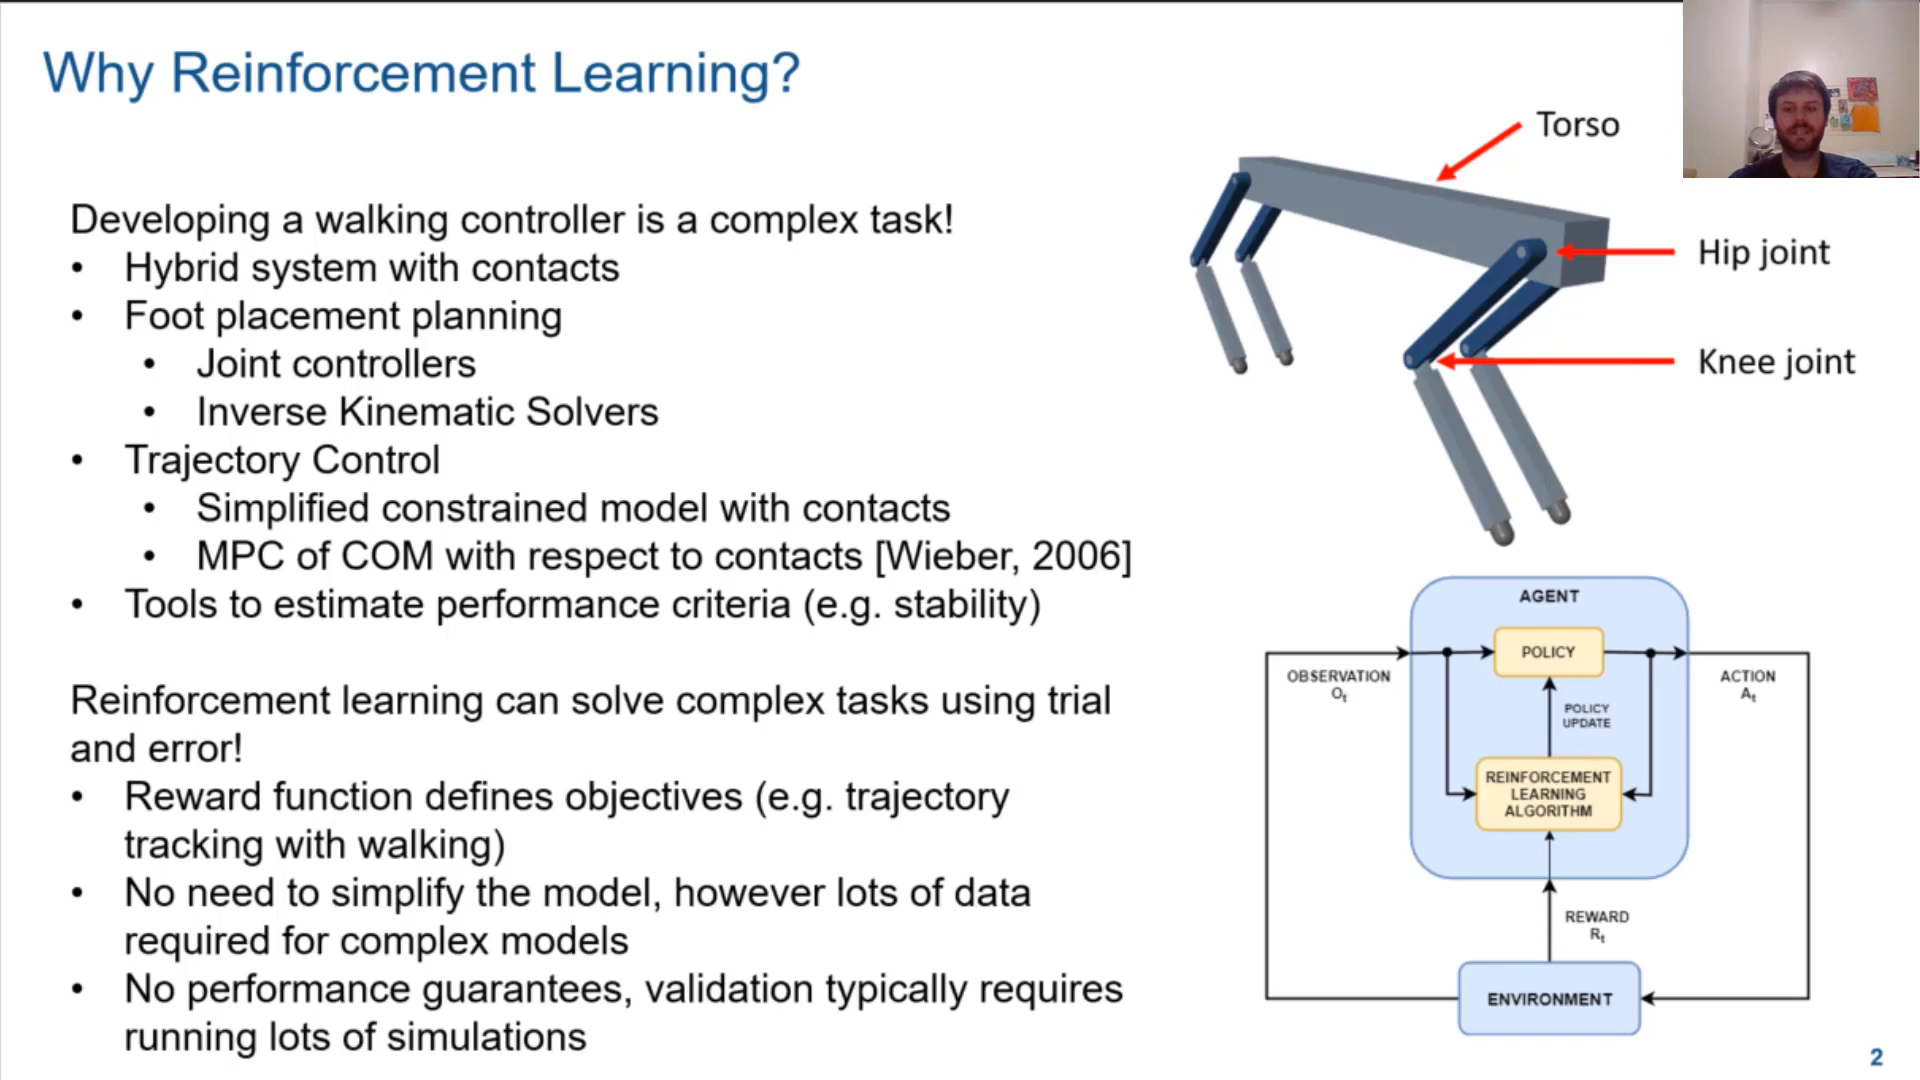 Why Reinforcement Learning?
Developing a walking controller is a complex task!
• Hybrid system with contacts
• Foot placement planning
• Joint controllers
• Inverse Kinematic Solvers
• Trajectory Control
• Simplified constrained model with contacts
• MPC of COM with respect to contacts [Wieber, 2006]
• Tools to estimate performance criteria (e.g. stability)
Reinforcement learning can solve complex tasks using trial
and error!
• Reward function defines objectives (e.g. trajectory
tracking with walking)
• No need to simplify the model, however lots of data
required for complex models
• No performance guarantees, validation typically requires
running lots of simulations
Torso
Hip joint
Knee joint
AGENT
POLICY
OBSERVATION
Ot
ACTION
At
POLICY
UPDATE
REINFORCEMENT
LEARNING
ALGORITHM
REWARD
Rt
ENVIRONMENT
2